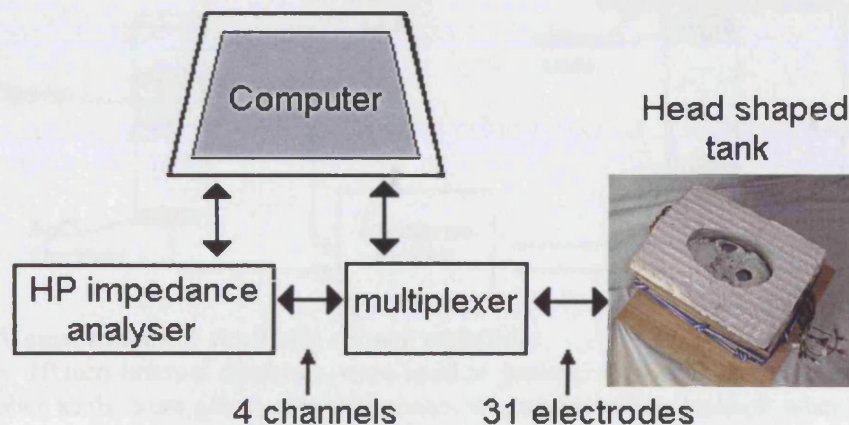 Computer
Head shaped
tank
HP impedance
analyser
multiplexer
4 channels
31 electrodes